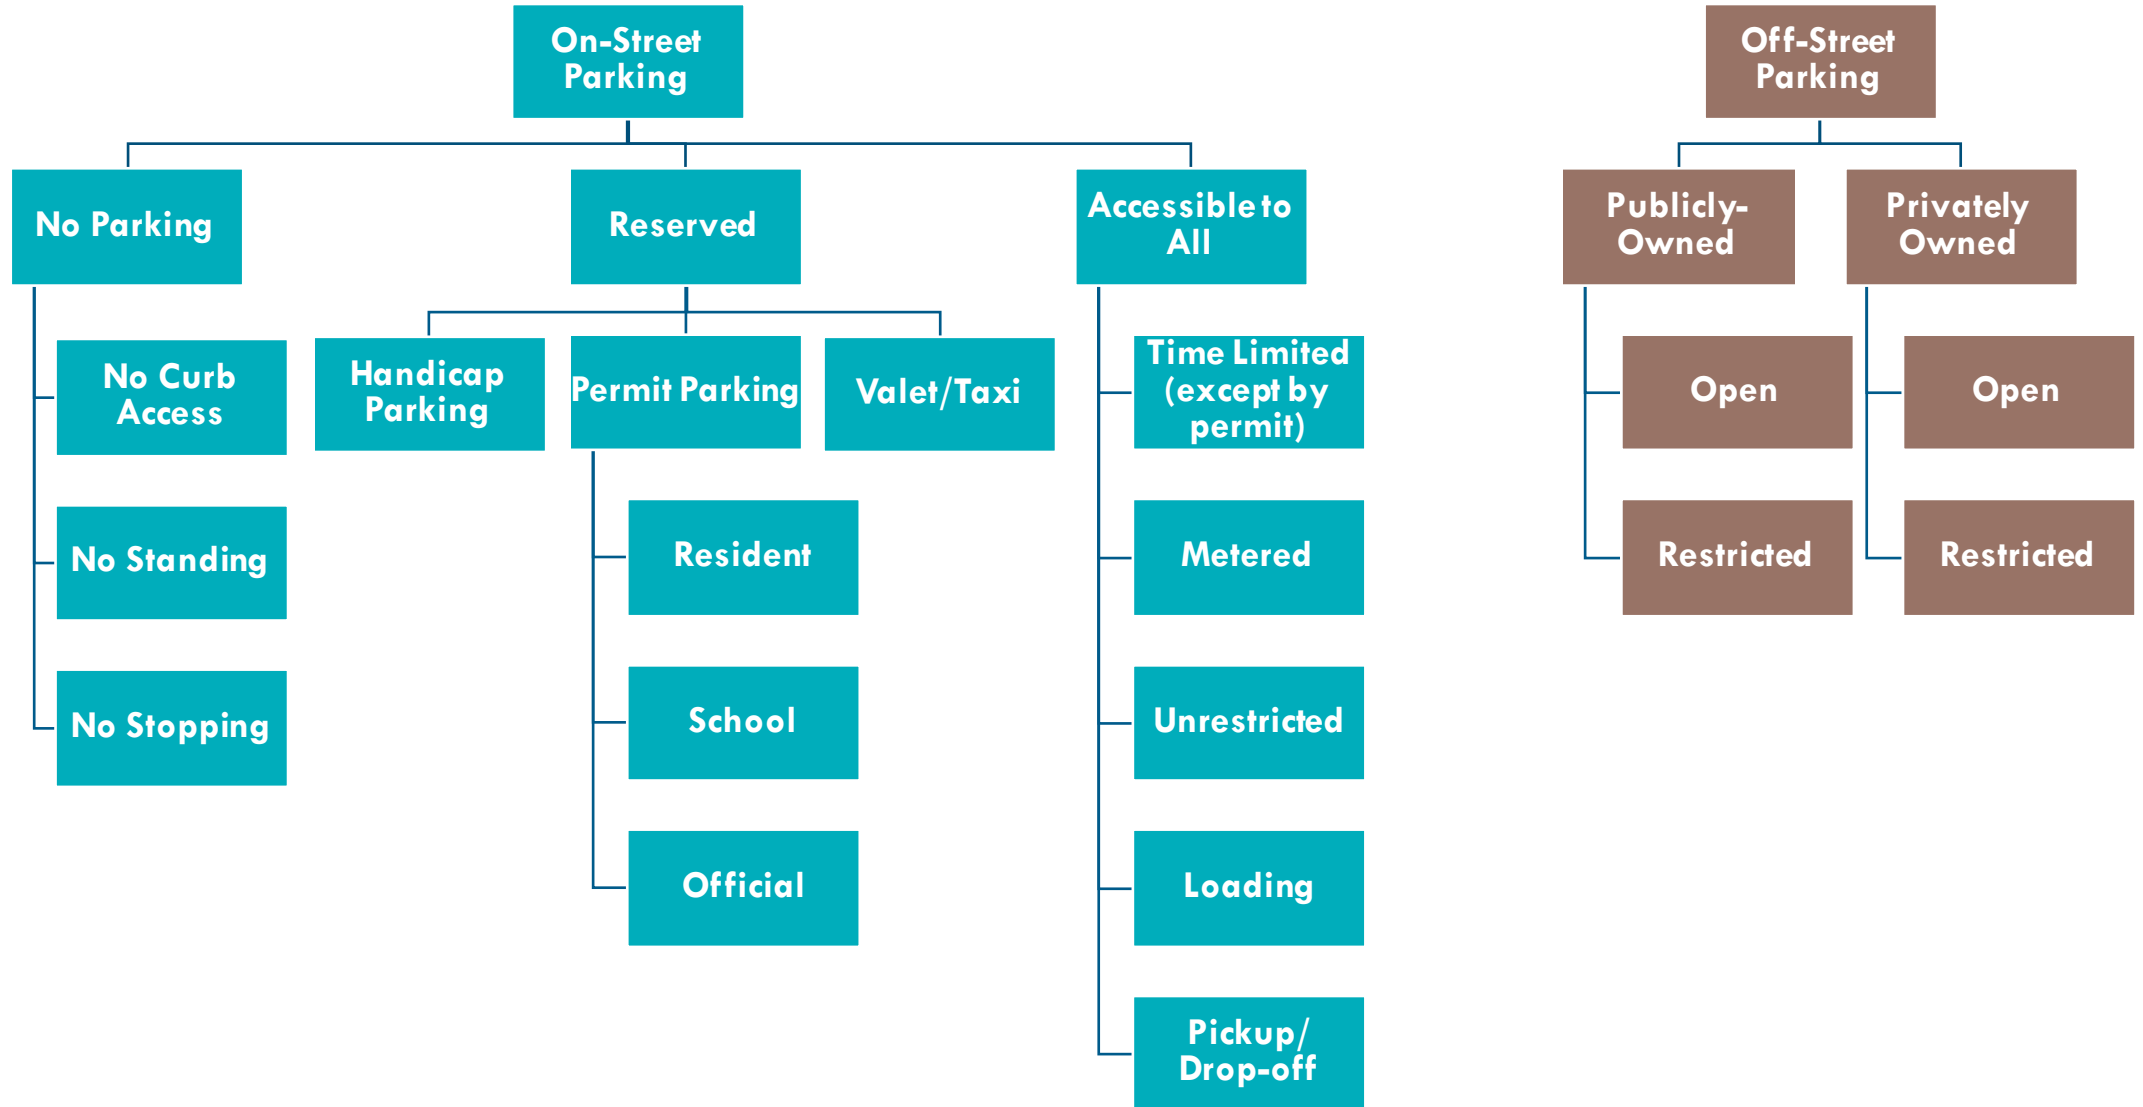 On-Street
Parking
Off-Street
Parking
No Parking
Reserved
Accessible to
All
Publicly-
Owned
Privately
Owned
No Curb
Access
Handicap
Parking
Permit Parking
Valet/Taxi
Time Limited
(except by
permit)
Open
Open
No Standing
Resident
Metered
Restricted
Restricted
No Stopping
School
Unrestricted
Official
Loading
Pickup/
Drop-off